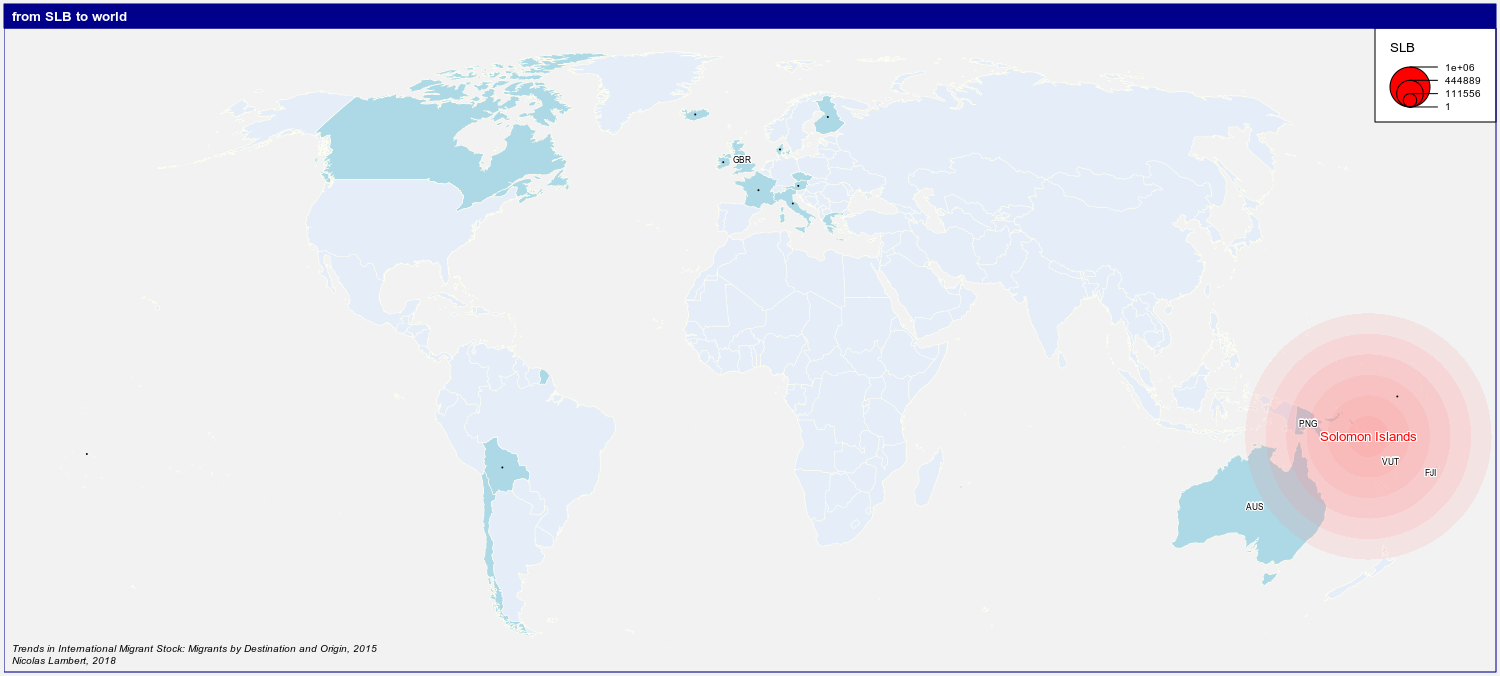 from SLB to world
SLB
1e+06
444889
111556
1
GBR
PNG
Solomon Islands
VUT
FJI
AUS
Trends in International Migrant Stock: Migrants by Destination and Origin, 2015
Nicolas Lambert, 2018